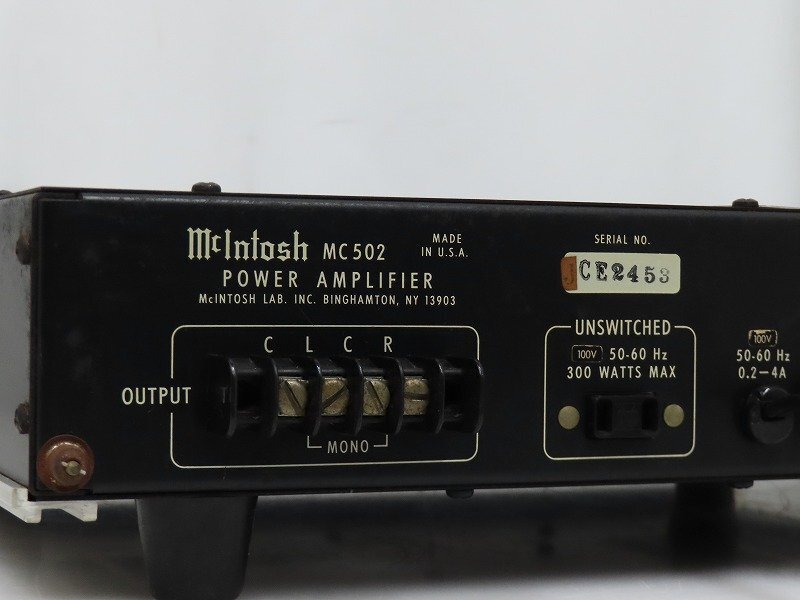 McIntosh MC502
MADE IN U.S.A.
POWER AMPLIFIER
McINTOSH LAB. INC. BINGHAMTON, NY 13903
SERIAL NO.
JCE2453
C L C R
OUTPUT
MONO
UNSWITCHED
100V 50-60 Hz
300 WATTS MAX
100V
50-60 Hz
0.2-4A